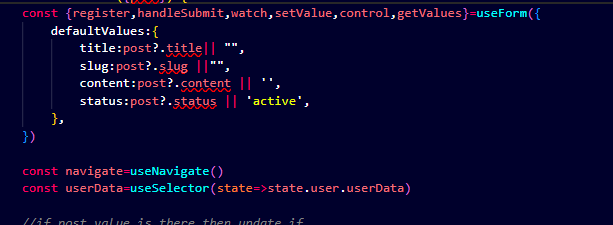 const {register,handleSubmit,watch,setValue,control,getValues}=useForm({
defaultValues:{
title:post?.title|| "",
slug:post?.slug ||"",
content:post?.content || '',
status:post?.status || 'active',
},
})
const navigate=useNavigate()
const userData=useSelector(state=>state.user.userData)
//if post value is there then update if